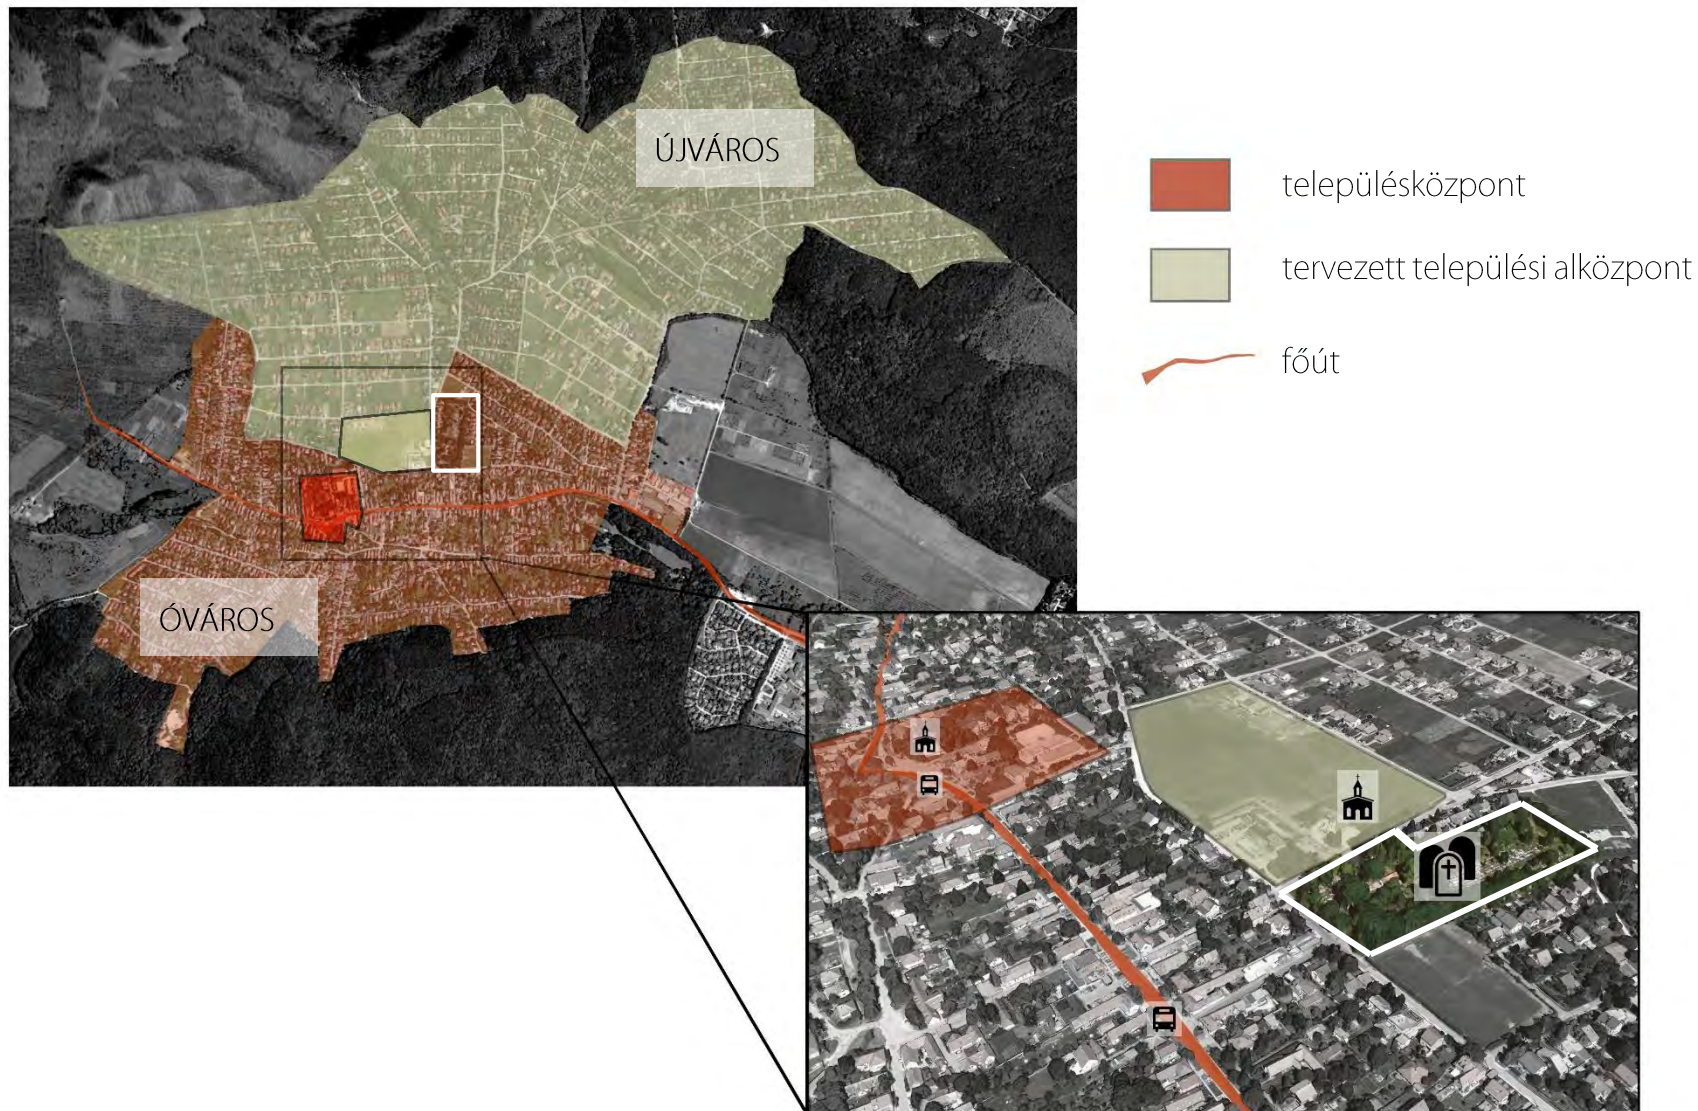 ÚJVÁROS
településközpont
tervezett települési alközpont
főút
ÓVÁROS